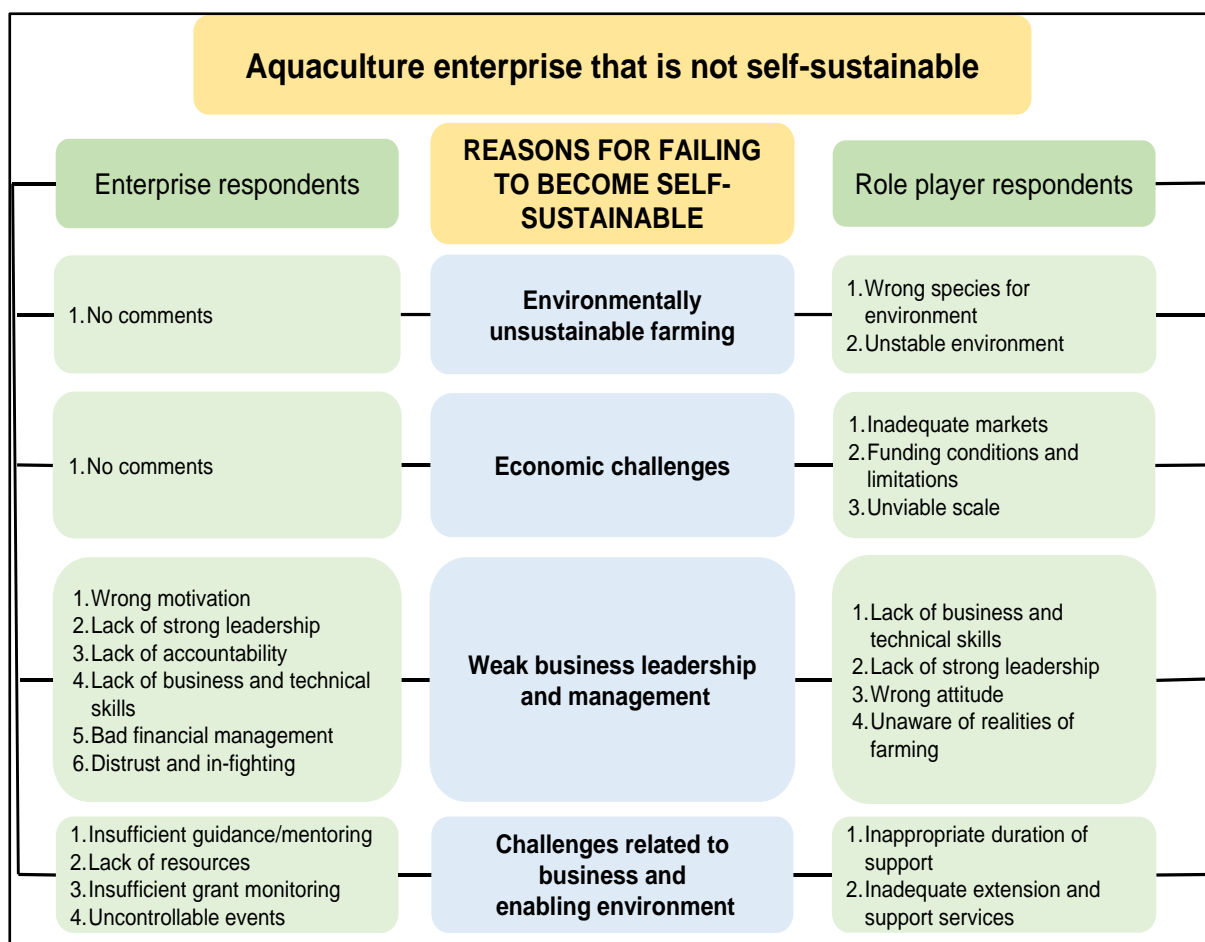 Aquaculture enterprise that is not self-sustainable
Enterprise respondents
REASONS FOR FAILING
TO BECOME SELF-
SUSTAINABLE
Role player respondents
1.No comments
Environmentally
unsustainable farming
1.Wrong species for
environment
2.Unstable environment
1.No comments
Economic challenges
1.Inadequate markets
2.Funding conditions and
limitations
3.Unviable scale
1.Wrong motivation
2.Lack of strong leadership
3.Lack of accountability
4.Lack of business and technical
skills
5.Bad financial management
6.Distrust and in-fighting
Weak business leadership
and management
1.Lack of business and
technical skills
2.Lack of strong leadership
3.Wrong attitude
4.Unaware of realities of
farming
1.Insufficient guidance/mentoring
2.Lack of resources
3.Insufficient grant monitoring
4.Uncontrollable events
Challenges related to
business and
enabling environment
1.Inappropriate duration of
support
2.Inadequate extension and
support services